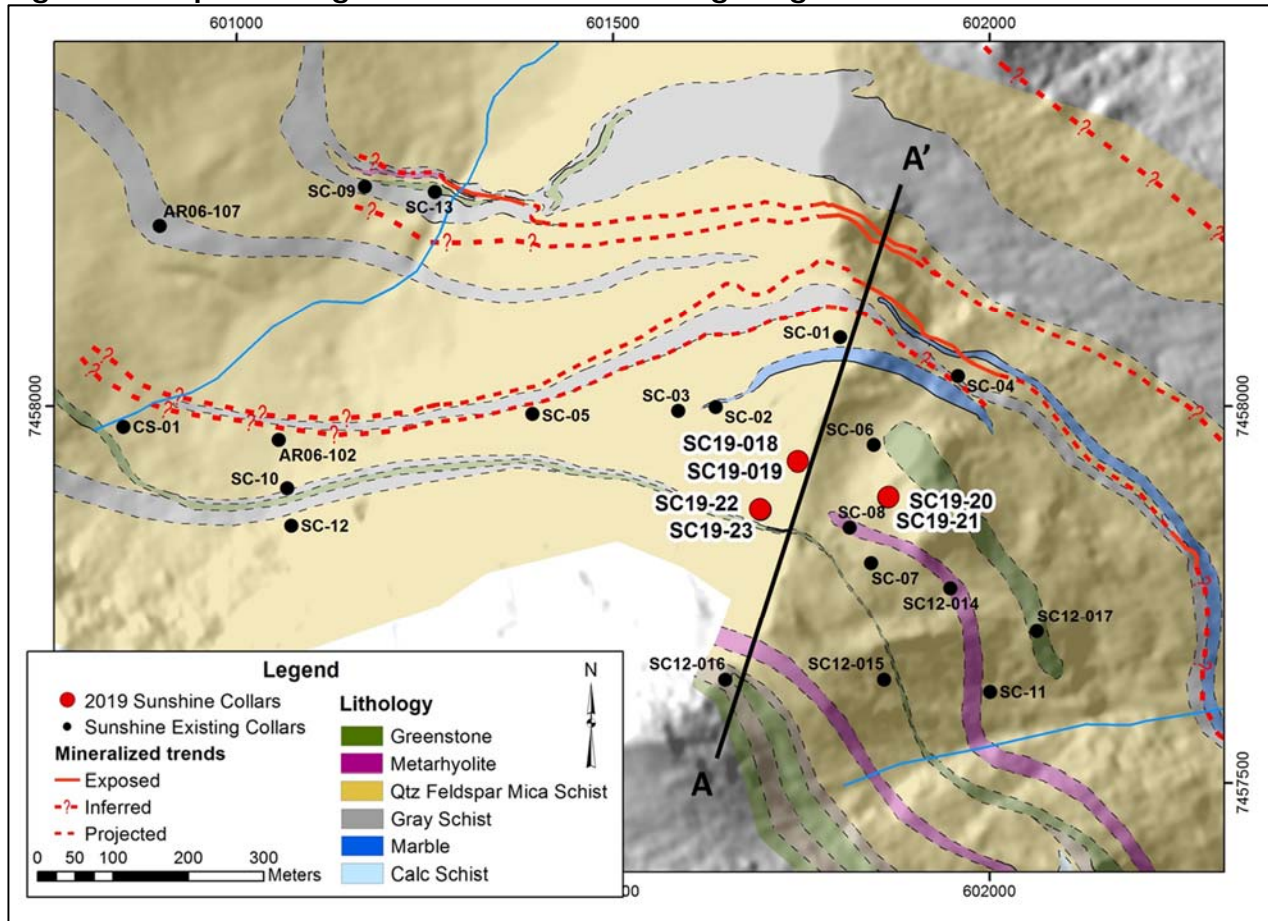 601000
601500
602000
A'
?
?
?
?
SC-09
SC-13
AR06-107
?
?
SC-01
SC-04
7458000
7458000
?
?
?
?
?
?
?
SC-03
SC-02
SC-05
CS-01
AR06-102
SC-06
SC19-018
SC19-019
SC-10
SC-12
SC19-22
SC19-23
SC19-20
SC19-21
SC-08
SC-07
SC12-014
?
SC12-017
?
SC12-016
SC12-015
SC-11
A
7457500
Legend
2019 Sunshine Collars
Sunshine Existing Collars
Mineralized trends
Exposed
? Inferred
Projected
0 50 100 200 300
Meters
N
Lithology
Greenstone
Metarhyolite
Qtz Feldspar Mica Schist
Gray Schist
Marble
Calc Schist
602000